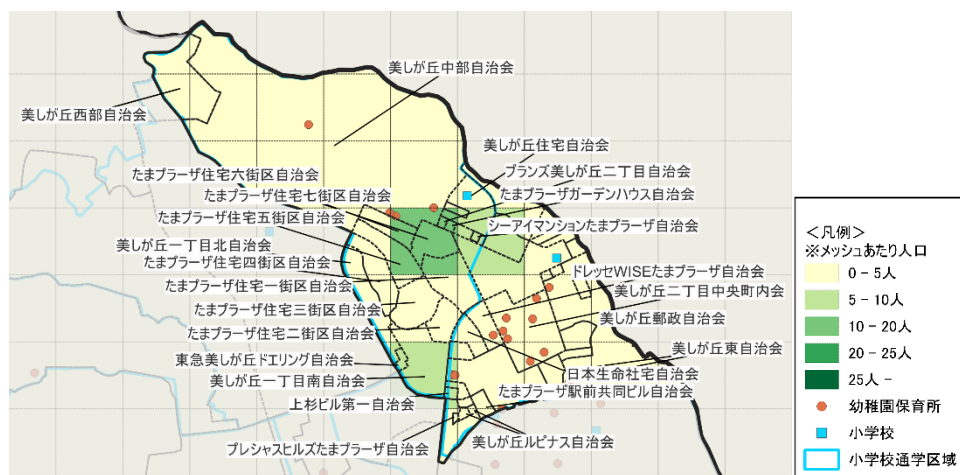 美しが丘中部自治会
美しが丘西部自治会
美しが丘住宅自治会
ブランズ美しが丘二丁目自治会
たまプラーザ住宅六街区自治会
たまプラーザ住宅七街区自治会
たまプラーザガーデンハウス自治会
たまプラーザ住宅五街区自治会
シーアイマンションたまプラーザ自治会
美しが丘一丁目北自治会
たまプラーザ住宅四街区自治会
ドレッセWISEたまプラーザ自治会
たまプラーザ住宅一街区自治会
美しが丘二丁目中央町内会
たまプラーザ住宅三街区自治会
美しが丘郵政自治会
たまプラーザ住宅二街区自治会
美しが丘東自治会
東急美しが丘ドエリング自治会
日本生命社宅自治会
美しが丘一丁目南自治会
たまプラーザ駅前共同ビル自治会
上杉ビル第一自治会
プレシャスヒルズたまプラーザ自治会
美しが丘ルピナス自治会
＜凡例＞
※メッシュあたり人口
0－5人
5－10人
10－20人
20－25人
25人－
幼稚園保育所
小学校
小学校通学区域